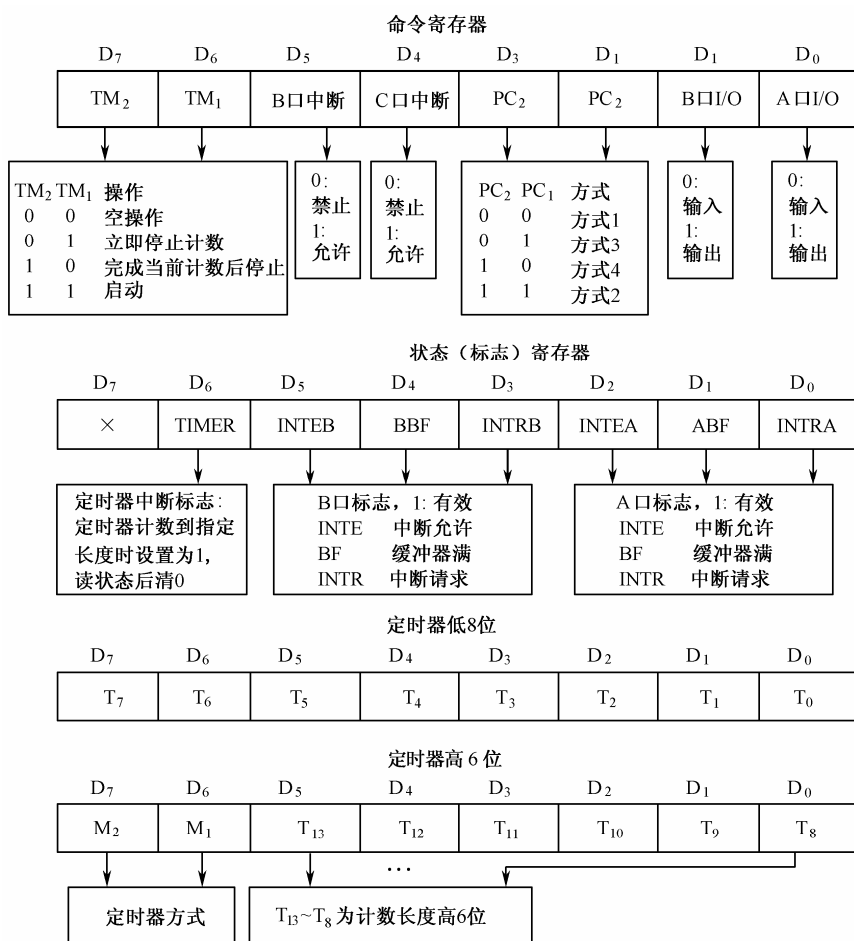 命令寄存器
D7 D6 D5 D4 D3 D1 D1 D0
TM2 TM1 B口中断 C口中断 PC2 PC2 B口I/O A口I/O
TM2 TM1 操作
0 0 空操作
0 1 立即停止计数
1 0 完成当前计数后停止
1 1 启动
0:
禁止
1:
允许
0:
禁止
1:
允许
PC2 PC1 方式
0 0 方式1
0 1 方式3
1 0 方式4
1 1 方式2
0:
输入
1:
输出
0:
输入
1:
输出
状态（标志）寄存器
D7 D6 D5 D4 D3 D2 D1 D0
× TIMER INTEB BBF INTRB INTEA ABF INTRA
定时器中断标志:
定时器计数到指定
长度时设置为1,
读状态后清0
B口标志, 1: 有效
INTE 中断允许
BF 缓冲器满
INTR 中断请求
A口标志, 1: 有效
INTE 中断允许
BF 缓冲器满
INTR 中断请求
定时器低8位
D7 D6 D5 D4 D3 D2 D1 D0
T7 T6 T5 T4 T3 T2 T1 T0
定时器高6位
D7 D6 D5 D4 D3 D2 D1 D0
M2 M1 T13 T12 T11 T10 T9 T8
…
定时器方式
T13~T8为计数长度高6位